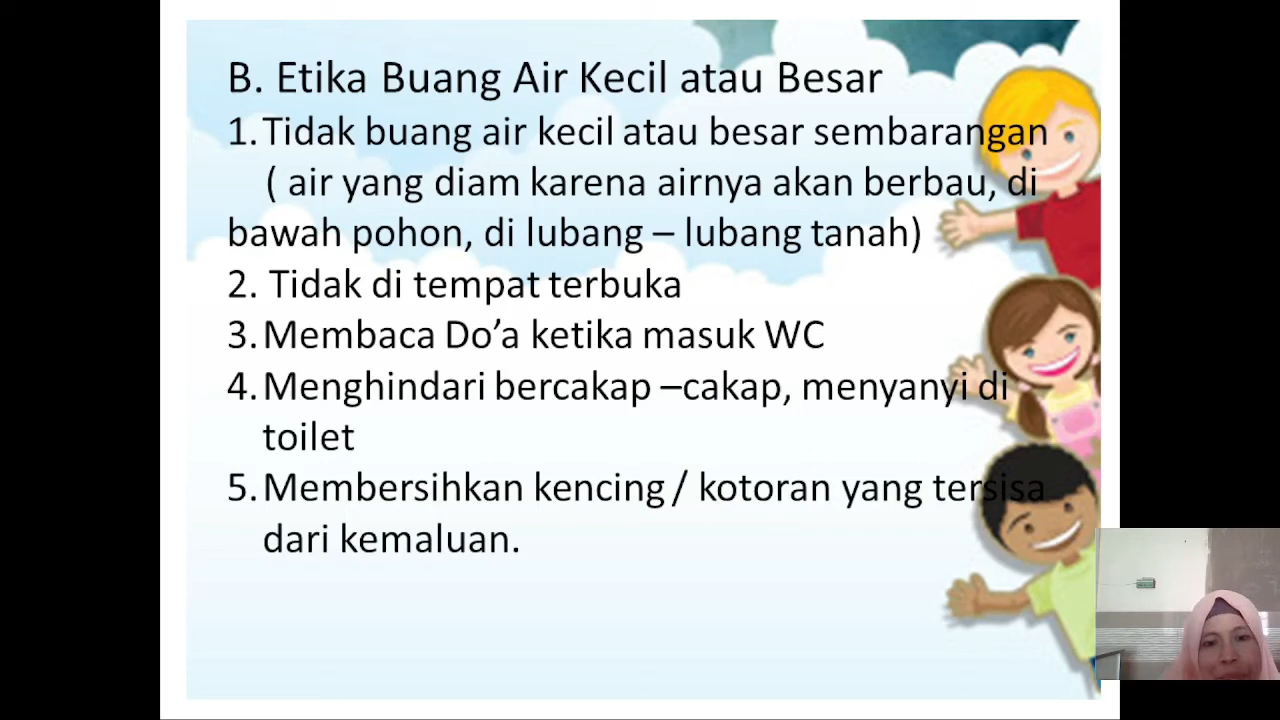 B. Etika Buang Air Kecil atau Besar
1. Tidak buang air kecil atau besar sembarangan
( air yang diam karena airnya akan berbau, di
bawah pohon, di lubang – lubang tanah)
2. Tidak di tempat terbuka
3. Membaca Do’a ketika masuk WC
4. Menghindari bercakap –cakap, menyanyi di
toilet
5. Membersihkan kencing / kotoran yang tersisa
dari kemaluan.